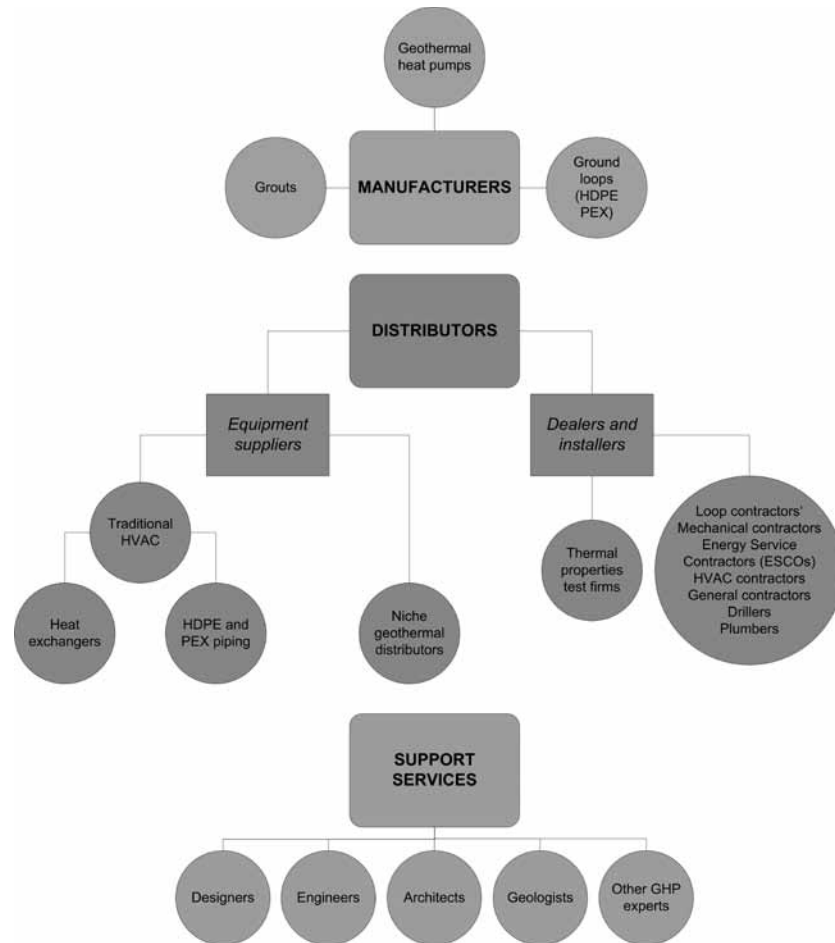 Geothermal
heat pumps
Grouts
MANUFACTURERS
Ground
loops
(HDPE
PEX)
DISTRIBUTORS
Equipment
suppliers
Dealers and
installers
Traditional
HVAC
Heat
exchangers
HDPE and
PEX piping
Niche
geothermal
distributors
Thermal
properties
test firms
Loop contractors'
Mechanical contractors
Energy Service
Contractors (ESCOs)
HVAC contractors
General contractors
Drillers
Plumbers
SUPPORT
SERVICES
Designers
Engineers
Architects
Geologists
Other GHP
experts